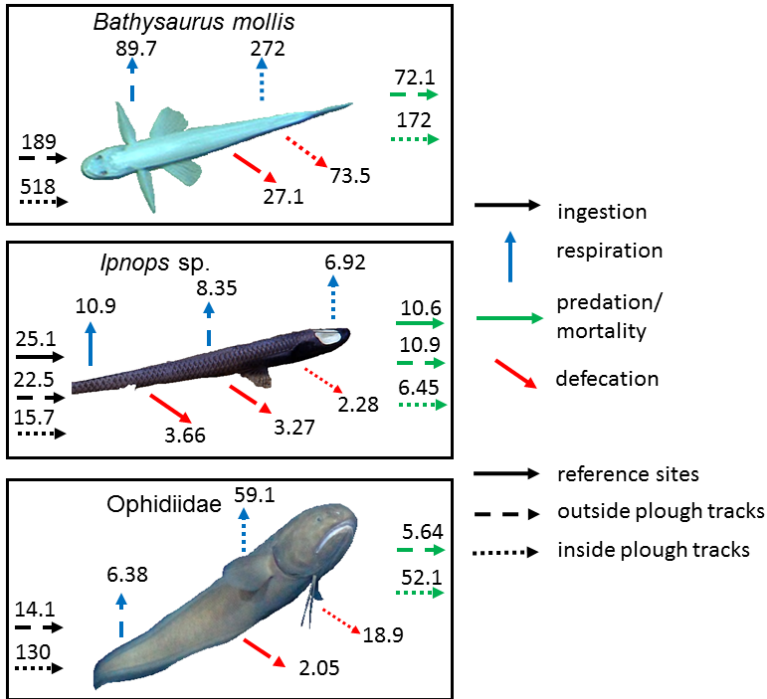 Bathysaurus mollis
89.7
272
72.1
172
189
518
27.1
73.5
Ipnops sp.
10.9
8.35
6.92
10.6
10.9
6.45
25.1
22.5
15.7
3.66
3.27
2.28
Ophidiidae
59.1
6.38
5.64
52.1
14.1
130
2.05
18.9
ingestion
respiration
predation/
mortality
defecation
reference sites
outside plough tracks
inside plough tracks